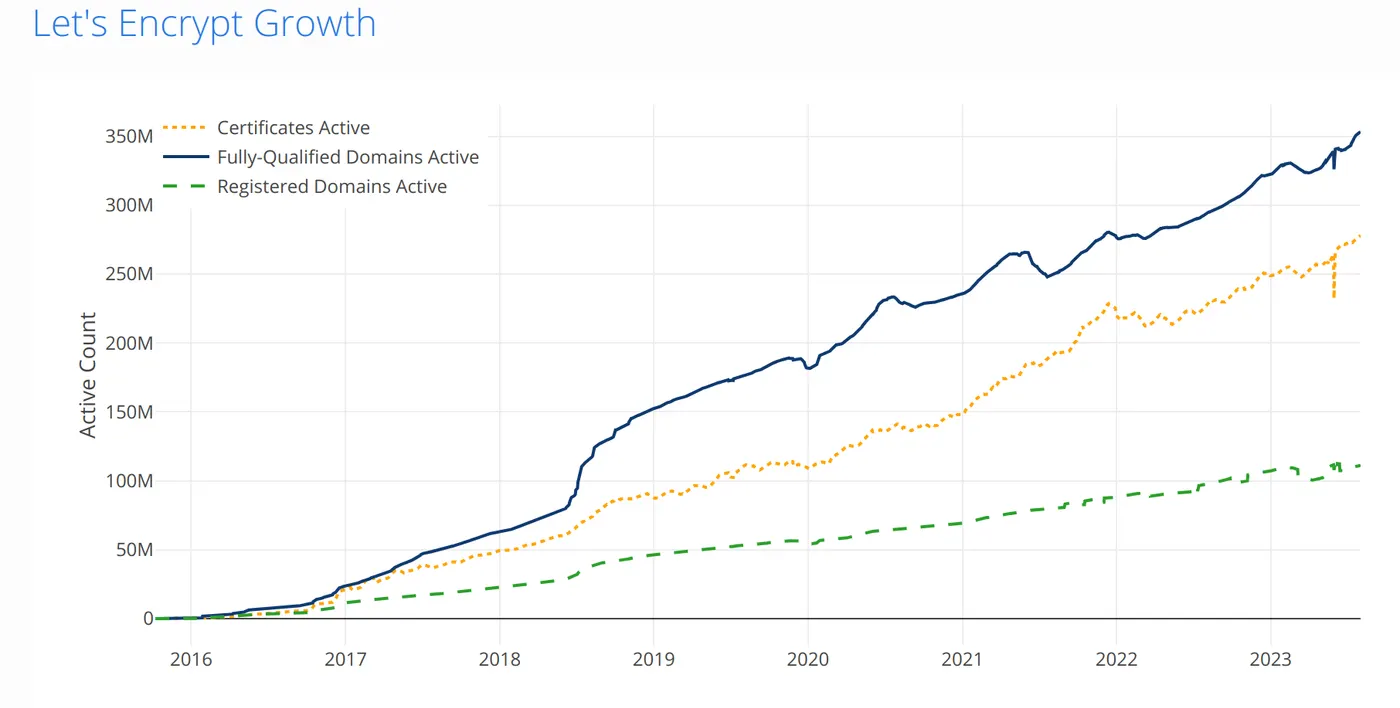 Let's Encrypt Growth
Certificates Active
Fully-Qualified Domains Active
Registered Domains Active
350M
300M
250M
200M
150M
100M
50M
0
Active Count
2016 2017 2018 2019 2020 2021 2022 2023